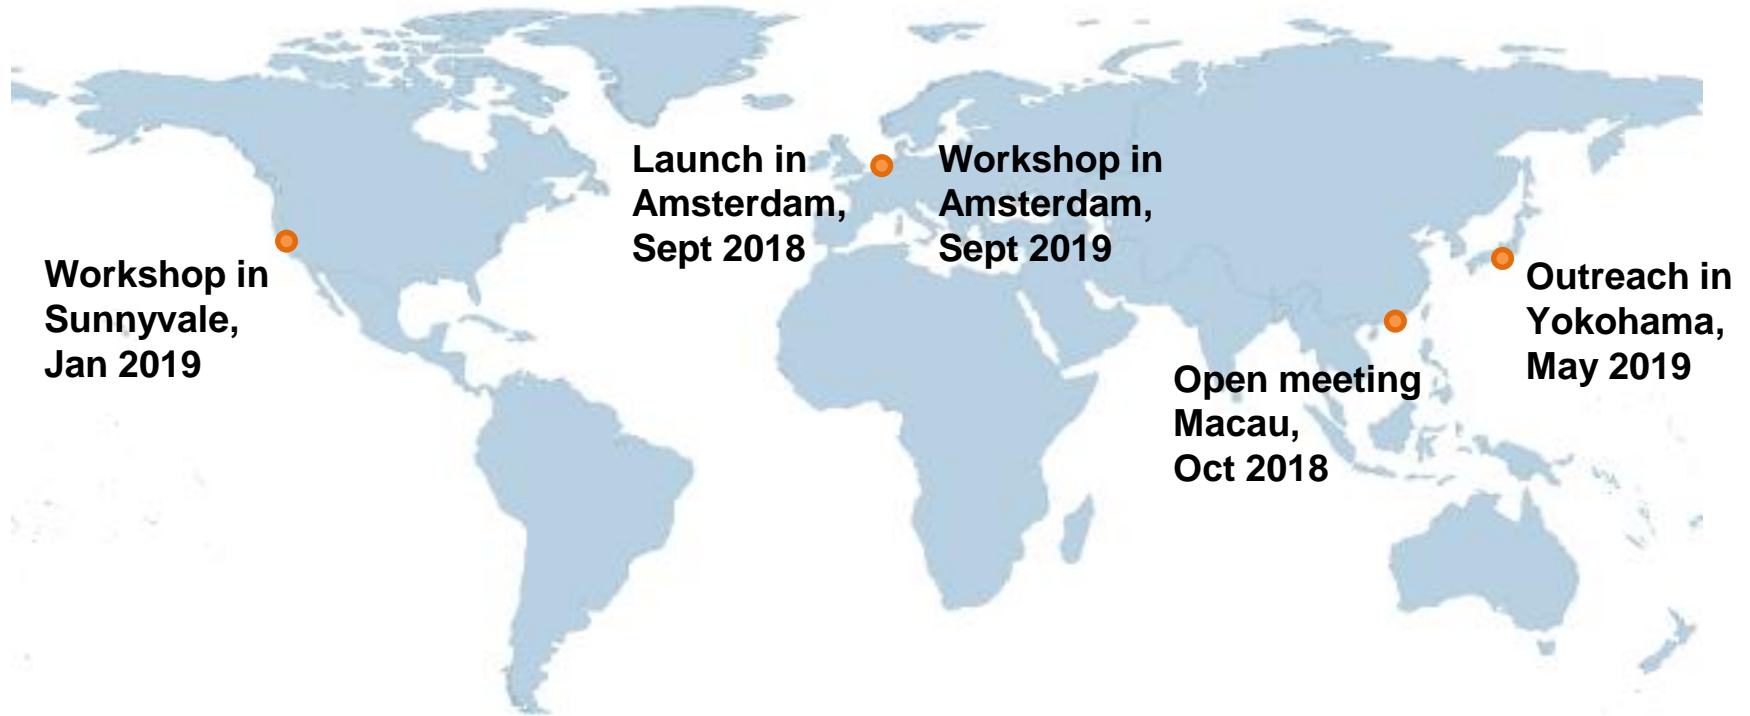 Launch in
Amsterdam,
Sept 2018
Workshop in
Amsterdam,
Sept 2019
Workshop in
Sunnyvale,
Jan 2019
Outreach in
Yokohama,
May 2019
Open meeting
Macau,
Oct 2018